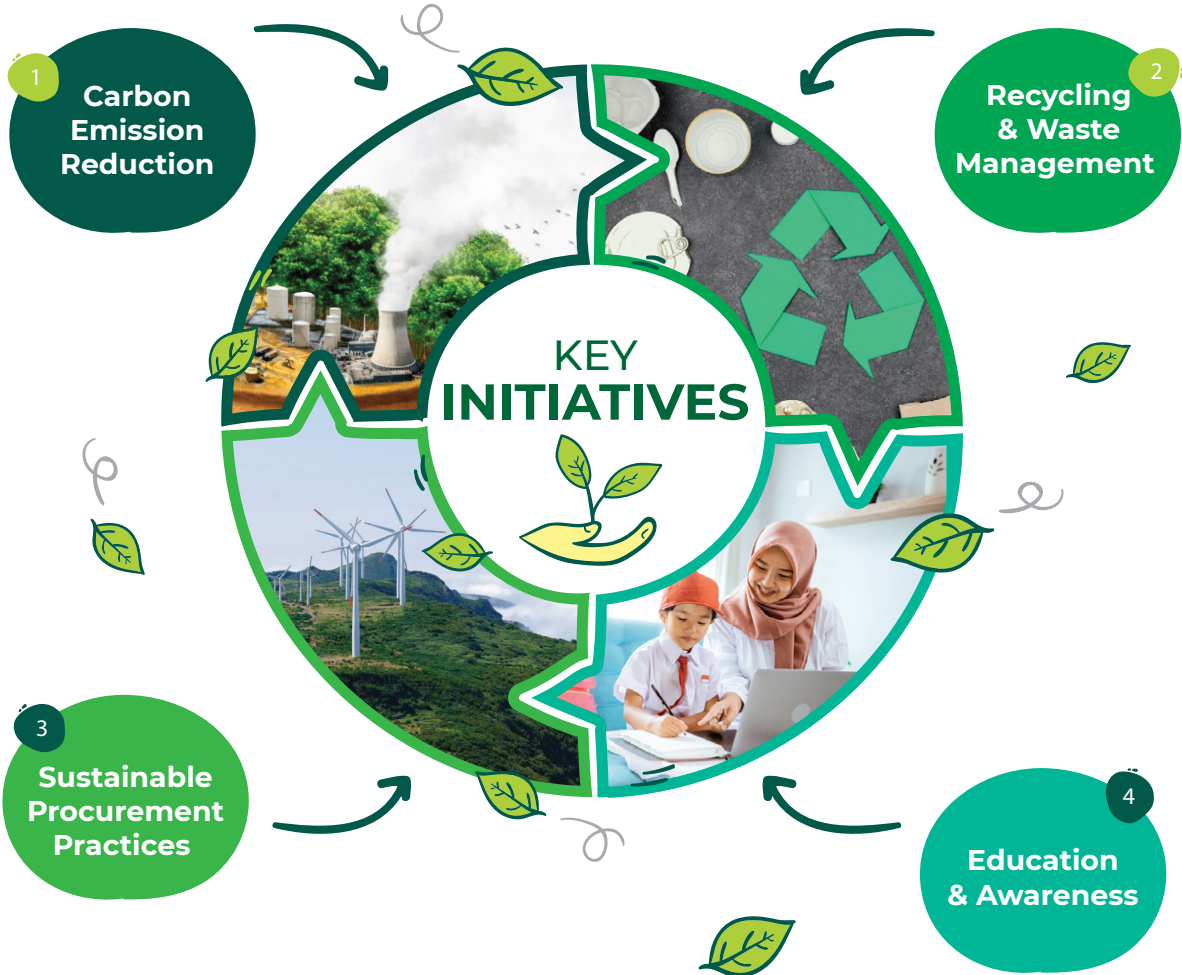 1
Carbon
Emission
Reduction
2
Recycling
& Waste
Management
KEY
INITIATIVES
3
Sustainable
Procurement
Practices
4
Education
& Awareness